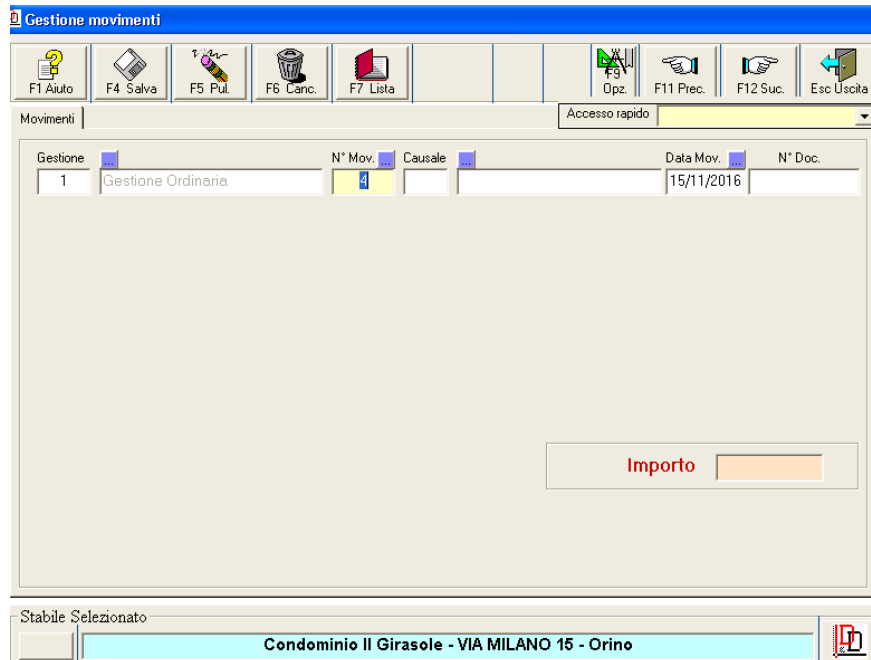 Gestione movimenti
F1 Aiuto F4 Salva F5 Pul. F6 Canc. F7 Lista F9 Opz. F11 Prec. F12 Suc. Esc Uscita
Movimenti Accesso rapido
Gestione ... N° Mov. ... Causale ... Data Mov. ... N° Doc.
1 Gestione Ordinaria 4 15/11/2016
Importo
Stabile Selezionato
Condominio Il Girasole - VIA MILANO 15 - Orino